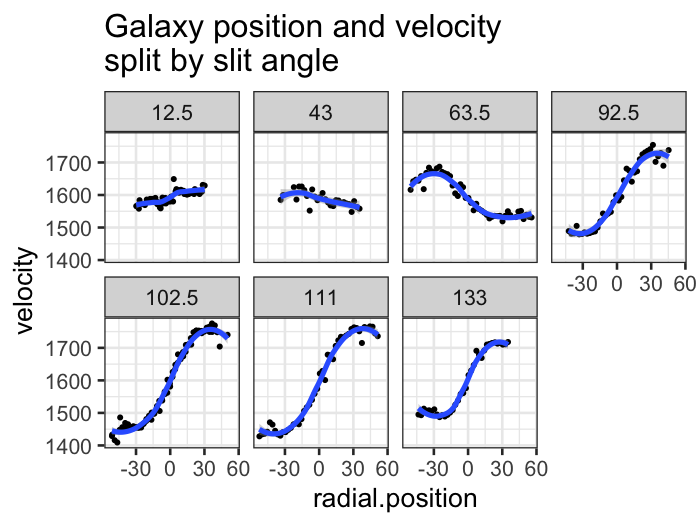 Galaxy position and velocity
split by slit angle
12.5 43 63.5 92.5
1700
1600
1500
1400
-30 0 30 60
velocity
102.5 111 133
1700
1600
1500
1400
-30 0 30 60 -30 0 30 60 -30 0 30 60
radial.position